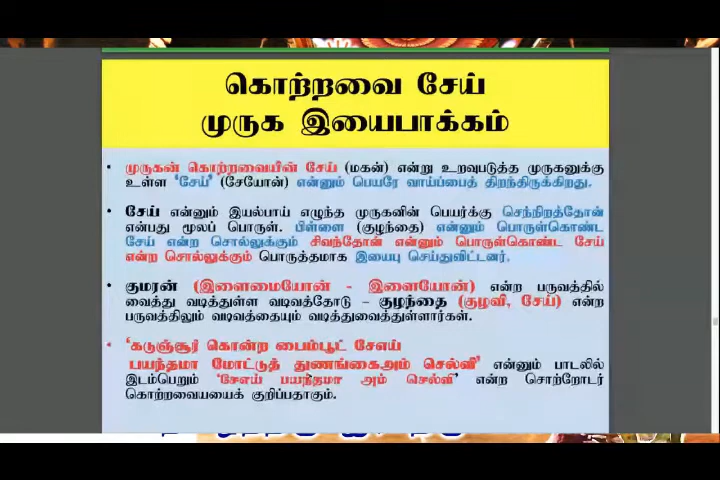 கொற்றவை சேய்
முருக இயைபாக்கம்
• முருகன் கொற்றவையின் சேய் (மகன்) என்று உறவுபடுத்த முருகனுக்கு
உள்ள 'சேய்' (சேயோன்) என்னும் பெயரே வாய்ப்பைத் திறந்திருக்கிறது.
• சேய் என்னும் இயல்பாய் எழுந்த முருகனின் பெயர்க்கு செந்நிறத்தோன்
என்பது மூலப் பொருள். பிள்ளை (குழந்தை) என்னும் பொருள்கொண்ட
சேய் என்ற சொல்லுக்கும் சிவந்தோன் என்னும் பொருள்கொண்ட சேய்
என்ற சொல்லுக்கும் பொருத்தமாக இயைபு செய்துவிட்டனர்.
• குமரன் (இளைமையோன் - இளையோன்) என்ற பருவத்தில்
வைத்து வடித்துள்ள வடிவத்தோடு – குழந்தை (குழவி, சேய்) என்ற
பருவத்திலும் வடிவத்தையும் வடித்துவைத்துள்ளார்கள்.
• 'கடுஞ்சூர் கொன்ற பைம்பூட் சேஎய்
பயந்தமா மோட்டுத் துணங்கைஅம் செல்வி' என்னும் பாடலில்
இடம்பெறும் 'சேஎய் பயந்தமா அம் செல்வி' என்ற சொற்றோடர்
கொற்றவையயைக் குறிப்பதாகும்.